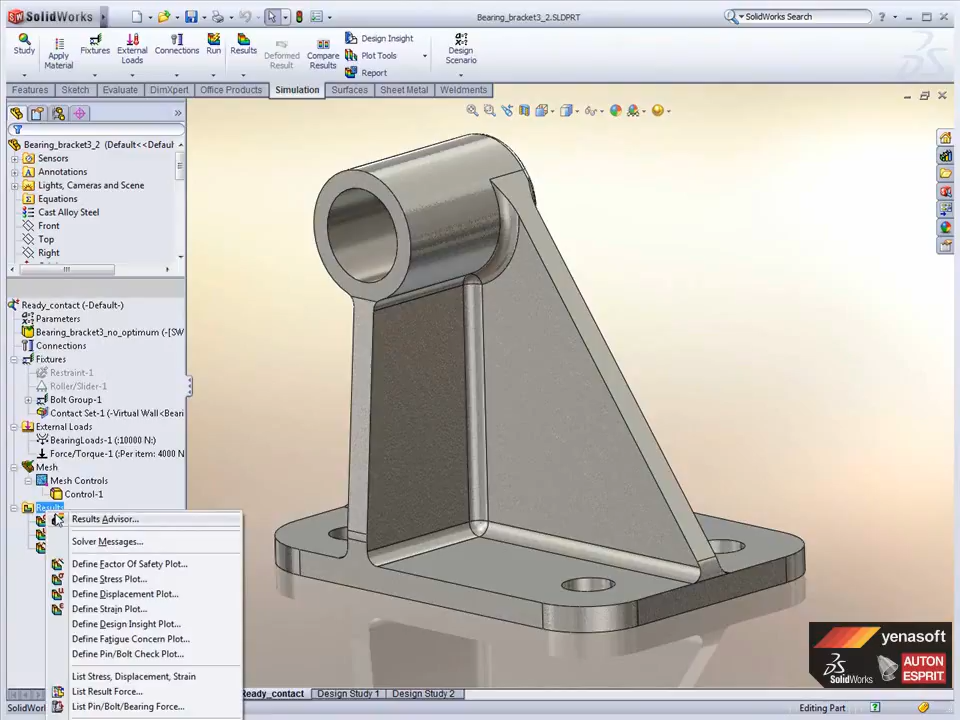 SolidWorks
Bearing_bracket3_2.SLDPRT
SolidWorks Search
Study
Apply Material
Fixtures
External Loads
Connections
Run
Results
Deformed Result
Compare Results
Design Insight
Plot Tools
Report
Design Scenario
Features
Sketch
Evaluate
DimXpert
Office Products
Simulation
Surfaces
Sheet Metal
Weldments
Bearing_bracket3_2 (Default<<Defaul
Sensors
Annotations
Lights, Cameras and Scene
Equations
Cast Alloy Steel
Front
Top
Right
Ready_contact (-Default-)
Parameters
Bearing_bracket3_no_optimum (-[SW
Connections
Fixtures
Restraint-1
Roller/Slider-1
Bolt Group-1
Contact Set-1 (-Virtual Wall<Beari
External Loads
BearingLoads-1 (:10000 N:)
Force/Torque-1 (:Per item: 4000 N
Mesh
Mesh Controls
Control-1
Results
Results Advisor...
Solver Messages...
Define Factor Of Safety Plot...
Define Stress Plot...
Define Displacement Plot...
Define Strain Plot...
Define Design Insight Plot...
Define Fatigue Concern Plot...
Define Pin/Bolt Check Plot...
List Stress, Displacement, Strain
List Result Force...
List Pin/Bolt/Bearing Force...
Ready_contact
Design Study 1
Design Study 2
SolidWor
Editing Part
yenasoft
SolidWorks
AUTON
ESPRIT